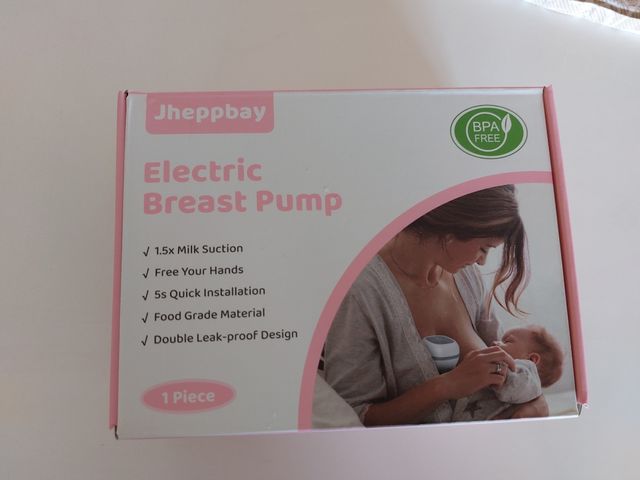 Jheppbay
BPA
FREE
Electric
Breast Pump
√ 1.5x Milk Suction
√ Free Your Hands
√ 5s Quick Installation
√ Food Grade Material
√ Double Leak-proof Design
1 Piece